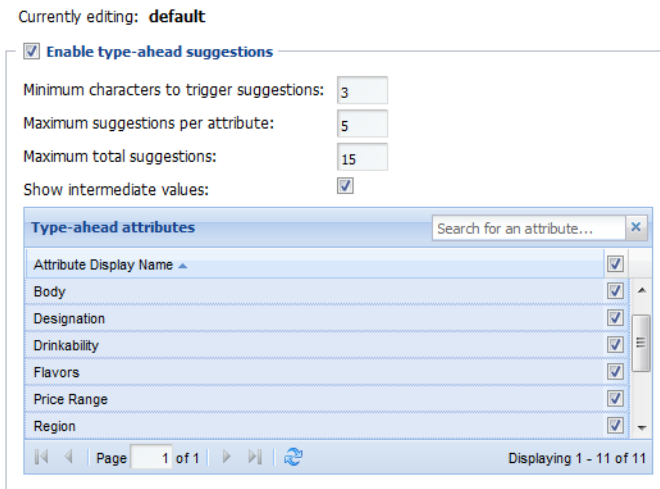 Currently editing: default
Enable type-ahead suggestions
Minimum characters to trigger suggestions: 3
Maximum suggestions per attribute: 5
Maximum total suggestions: 15
Show intermediate values:
Type-ahead attributes Search for an attribute...
Attribute Display Name
Body
Designation
Drinkability
Flavors
Price Range
Region
Page 1 of 1 Displaying 1 - 11 of 11